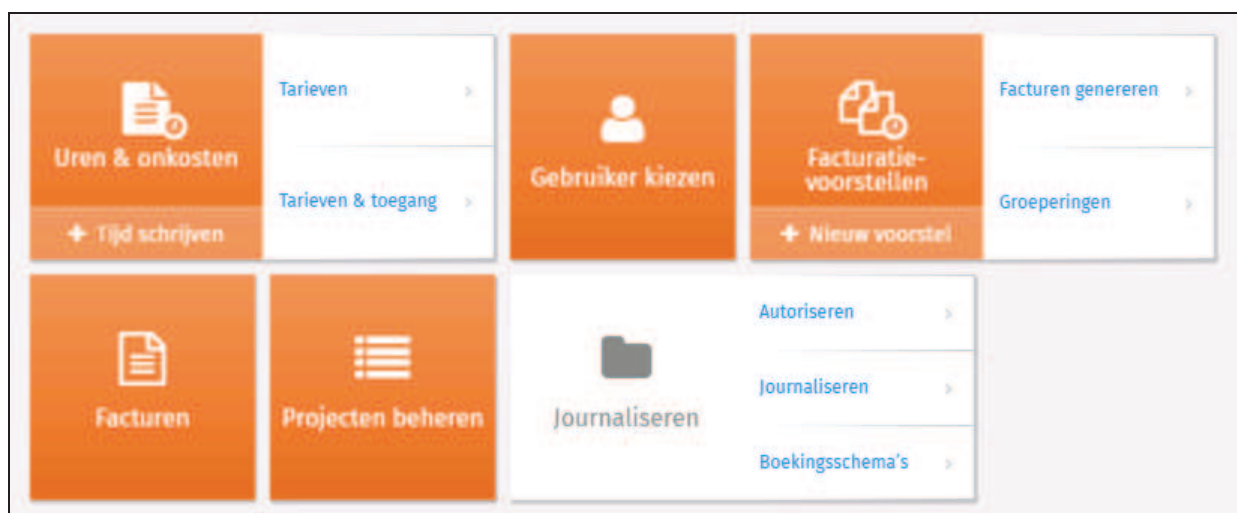 Uren & onkosten
+ Tijd schrijven
Tarieven
Tarieven & toegang
Gebruiker kiezen
Facturatie-
voorstellen
+ Nieuw voorstel
Facturen genereren
Groeperingen
Facturen
Projecten beheren
Journaliseren
Autoriseren
Journaliseren
Boekingsschema's